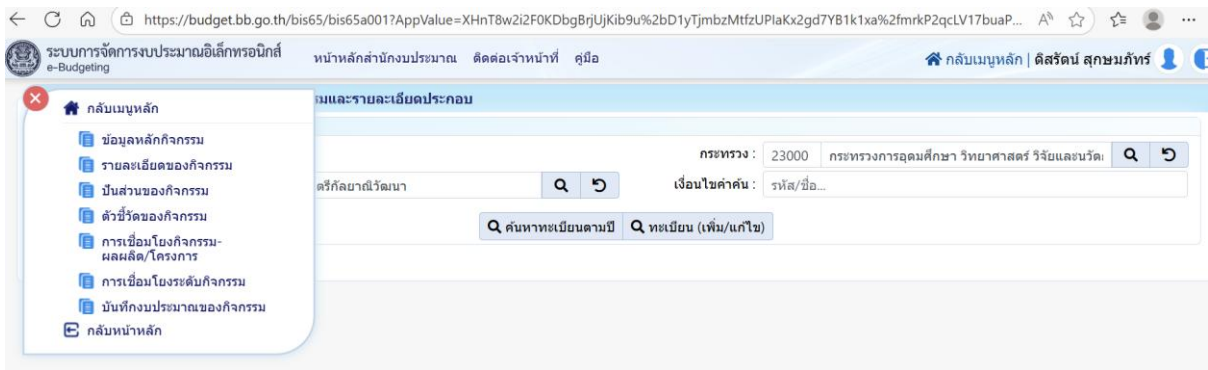 https://budget.bb.go.th/bis65/bis65a001?AppValue=XHnT8w2i2F0KDbgBrjUjKib9u%2bD1yTjmbzMtfzUPIaKx2gd7YB1k1xa%2fmrkP2qcLV17buaP...
ระบบการจัดการงบประมาณอิเล็กทรอนิกส์
e-Budgeting
หน้าหลักสำนักงบประมาณ ติดต่อเจ้าหน้าที่ คู่มือ
กลับเมนูหลัก | ดิสรัตน์ สุกษมภัทร์
รมและรายละเอียดประกอบ
กลับเมนูหลัก
ข้อมูลหลักกิจกรรม
รายละเอียดของกิจกรรม
ปันส่วนของกิจกรรม
ตัวชี้วัดของกิจกรรม
การเชื่อมโยงกิจกรรม-
ผลผลิต/โครงการ
การเชื่อมโยงระดับกิจกรรม
บันทึกงบประมาณของกิจกรรม
กลับหน้าหลัก
กระทรวง : 23000 กระทรวงการอุดมศึกษา วิทยาศาสตร์ วิจัยและนวัต
ตรีกัลยาณิวัฒนา
เงื่อนไขคำค้น : รหัส/ชื่อ...
ค้นหาทะเบียนตามปี ทะเบียน (เพิ่ม/แก้ไข)